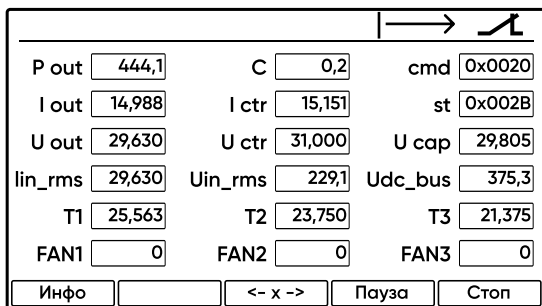 P out 444,1 C 0,2 cmd 0x0020
I out 14,988 I ctr 15,151 st 0x002B
U out 29,630 U ctr 31,000 U cap 29,805
Iin_rms 29,630 Uin_rms 229,1 Udc_bus 375,3
T1 25,563 T2 23,750 T3 21,375
FAN1 0 FAN2 0 FAN3 0
Инфо <- x -> Пауза Стоп